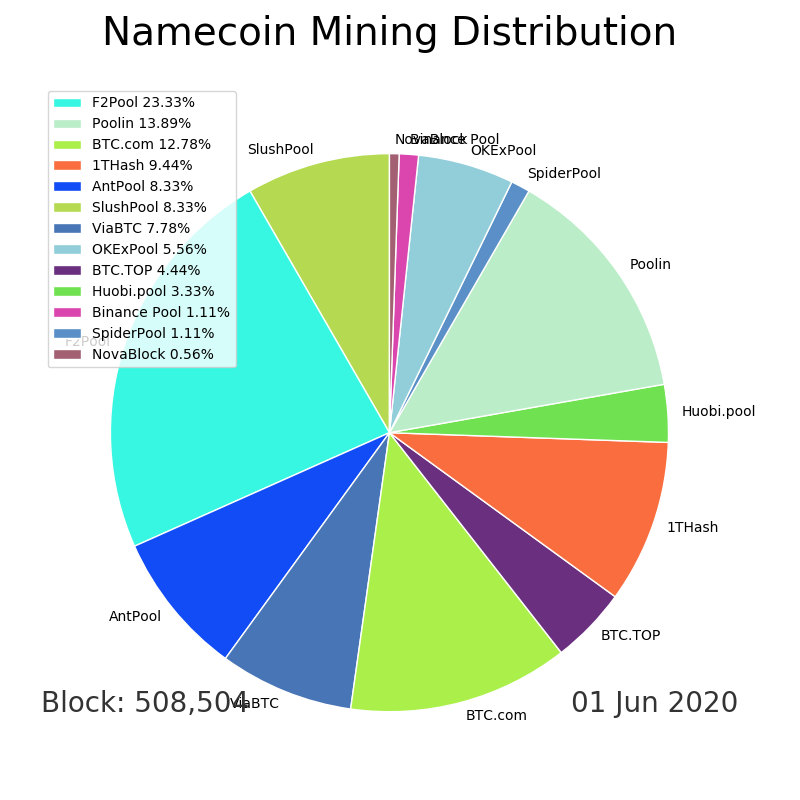 Namecoin Mining Distribution
F2Pool 23.33%
Poolin 13.89%
BTC.com 12.78%
1THash 9.44%
AntPool 8.33%
SlushPool 8.33%
ViaBTC 7.78%
OKExPool 5.56%
BTC.TOP 4.44%
Huobi.pool 3.33%
Binance Pool 1.11%
SpiderPool 1.11%
NovaBlock 0.56%
NovaBlock
Binance Pool
SlushPool
OKExPool
SpiderPool
Poolin
F2Pool
Huobi.pool
1THash
AntPool
BTC.TOP
ViaBTC
BTC.com
Block: 508,504
01 Jun 2020